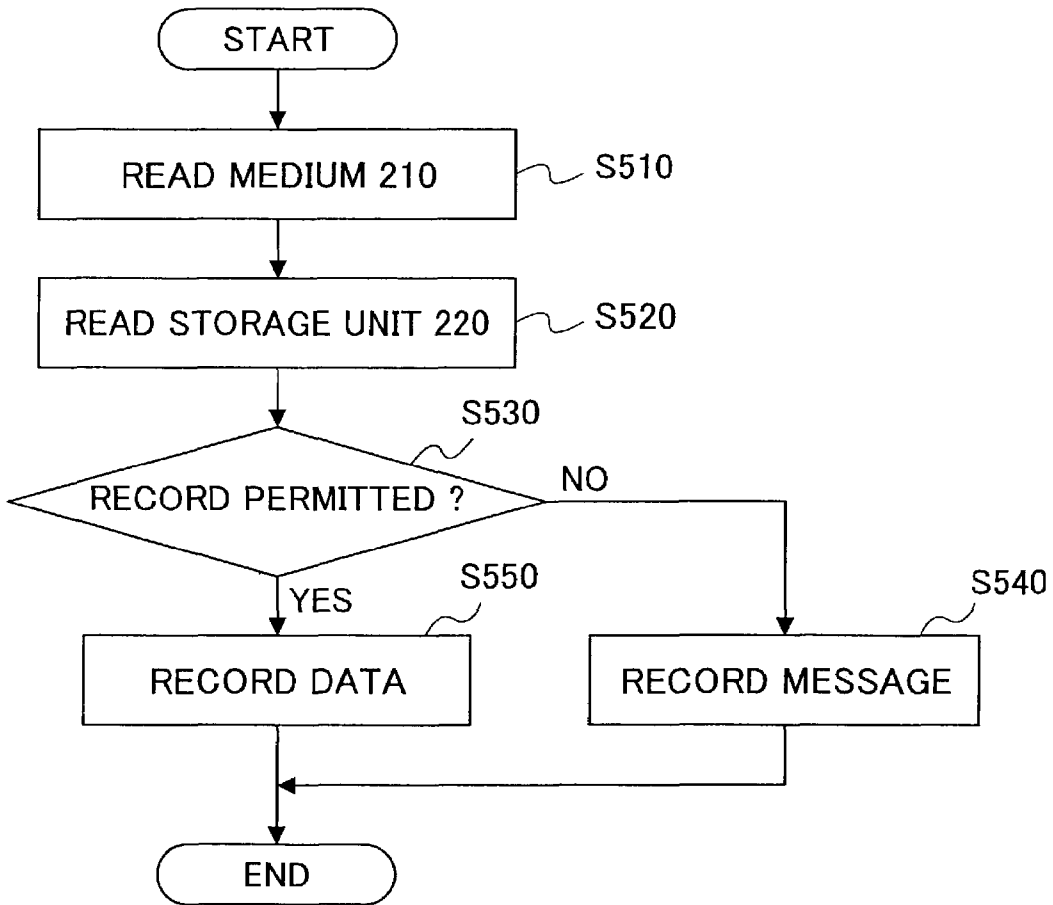 START
READ MEDIUM 210
S510
READ STORAGE UNIT 220
S520
S530
RECORD PERMITTED ?
NO
YES
S550
S540
RECORD DATA
RECORD MESSAGE
END